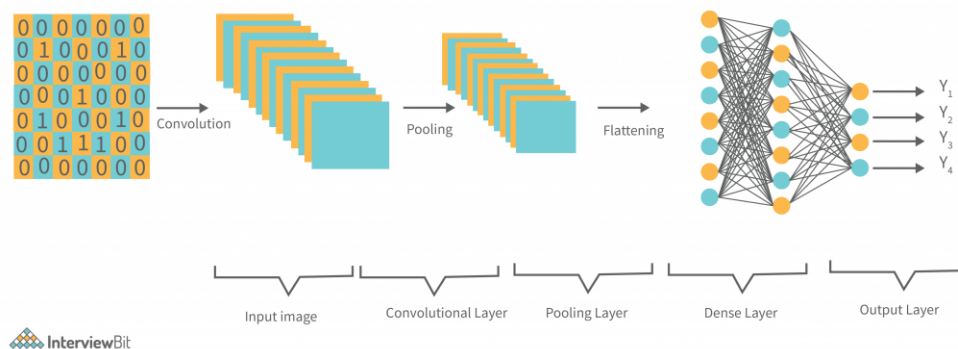 0 0 0 0 0 0 0
0 1 0 0 0 1 0
0 0 0 0 0 0 0
0 0 0 1 0 0 0
0 1 0 0 0 1 0
0 0 1 1 1 0 0
0 0 0 0 0 0 0
Convolution
Pooling
Flattening
Y1
Y2
Y3
Y4
Input image
Convolutional Layer
Pooling Layer
Dense Layer
Output Layer
InterviewBit